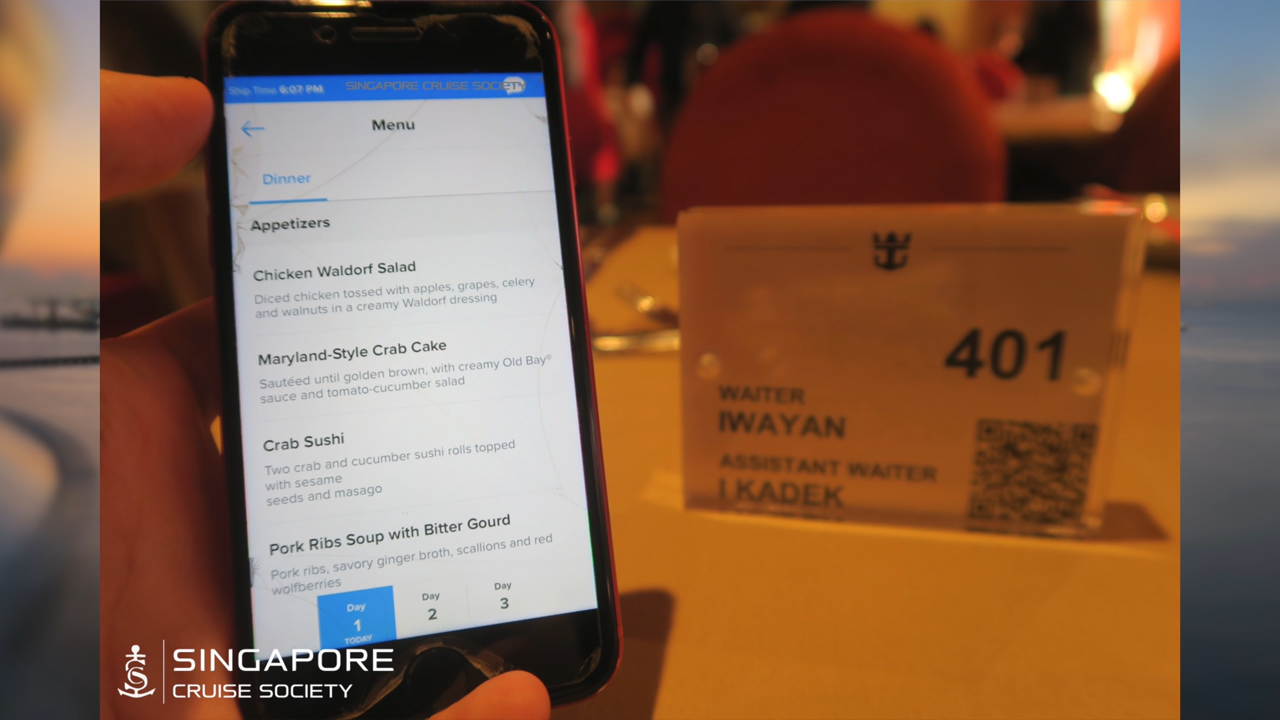 Ship Time 6:07 PM
SINGAPORE CRUISE SOCIETY
Menu
Dinner
Appetizers
Chicken Waldorf Salad
Diced chicken tossed with apples, grapes, celery
and walnuts in a creamy Waldorf dressing
Maryland-Style Crab Cake
Sautéed until golden brown, with creamy Old Bay®
sauce and tomato-cucumber salad
Crab Sushi
Two crab and cucumber sushi rolls topped
with sesame
seeds and masago
Pork Ribs Soup with Bitter Gourd
Pork ribs, savory ginger broth, scallions and red
wolfberries
Day
1
TODAY
Day
2
Day
3
401
WAITER
IWAYAN
ASSISTANT WAITER
I KADEK
SINGAPORE
CRUISE SOCIETY